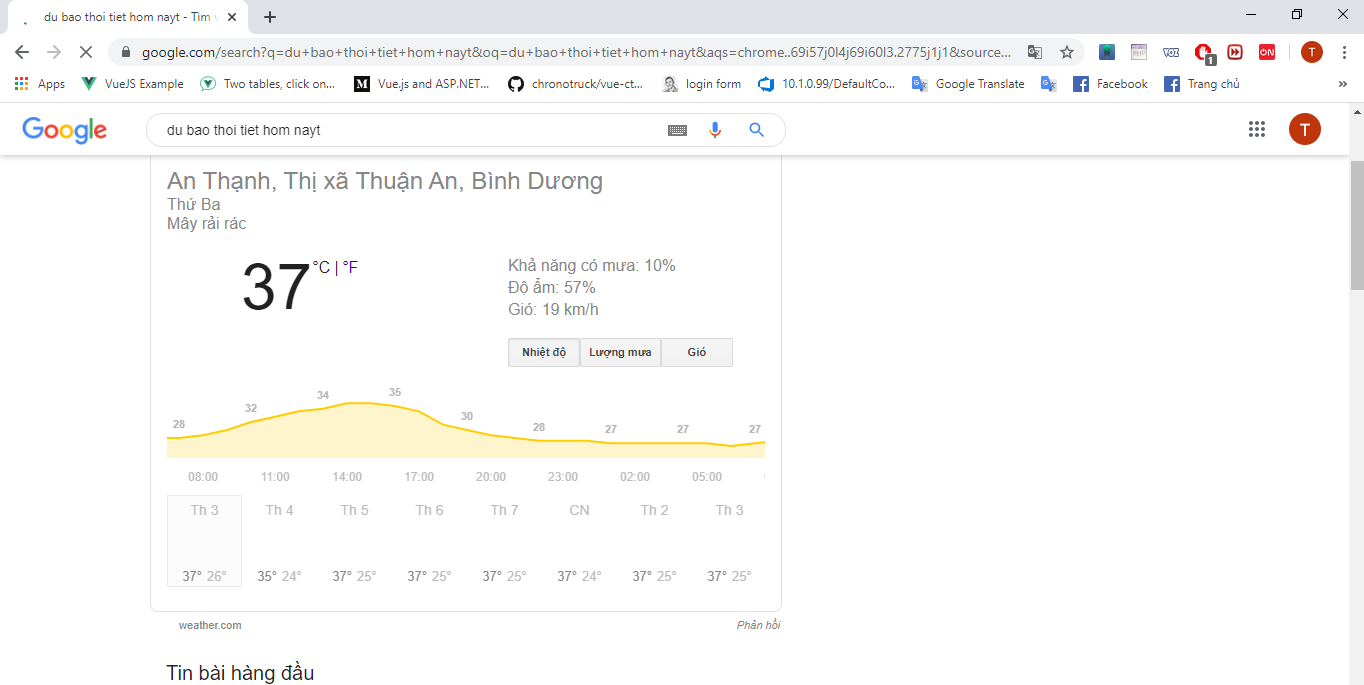 du bao thoi tiet hom nayt - Tìm
google.com/search?q=du+bao+thoi+tiet+hom+nayt&oq=du+bao+thoi+tiet+hom+nayt&aqs=chrome..69i57j0l4j69i60l3.2775j1j1&source...
1
ON
T
Apps
VueJS Example
Two tables, click on...
M
Vue.js and ASP.NET...
chronotruck/vue-ct...
login form
10.1.0.99/DefaultCo...
Google Translate
Facebook
Trang chủ
Google
du bao thoi tiet hom nayt
T
An Thạnh, Thị xã Thuận An, Bình Dương
Thứ Ba
Mây rải rác
37 °C | °F
Khả năng có mưa: 10%
Độ ẩm: 57%
Gió: 19 km/h
Nhiệt độ Lượng mưa Gió
28 32 34 35 30 28 27 27 27
08:00 11:00 14:00 17:00 20:00 23:00 02:00 05:00
Th 3 Th 4 Th 5 Th 6 Th 7 CN Th 2 Th 3
37° 26° 35° 24° 37° 25° 37° 25° 37° 25° 37° 24° 37° 25° 37° 25°
weather.com
Phản hồi
Tin bài hàng đầu